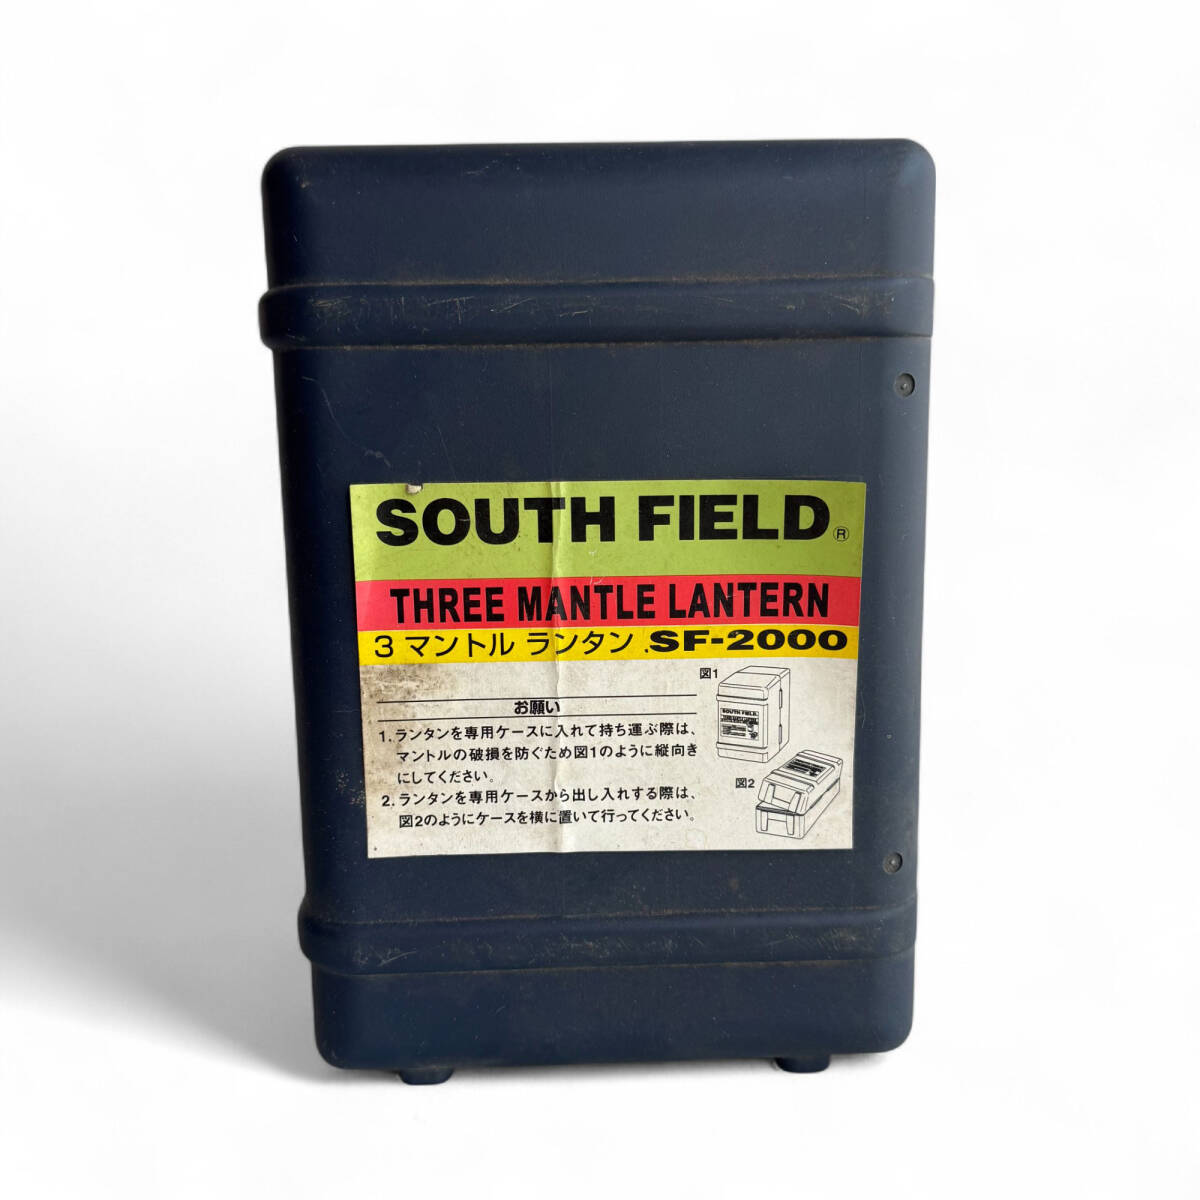 SOUTH FIELD®
THREE MANTLE LANTERN
3 マントル ランタン .SF-2000
お願い
1.ランタンを専用ケースに入れて持ち運ぶ際は、
マントルの破損を防ぐため図1のように縦向き
にしてください。
2.ランタンを専用ケースから出し入れする際は、
図2のようにケースを横に置いて行ってください。
図1
SOUTH FIELD.
図2